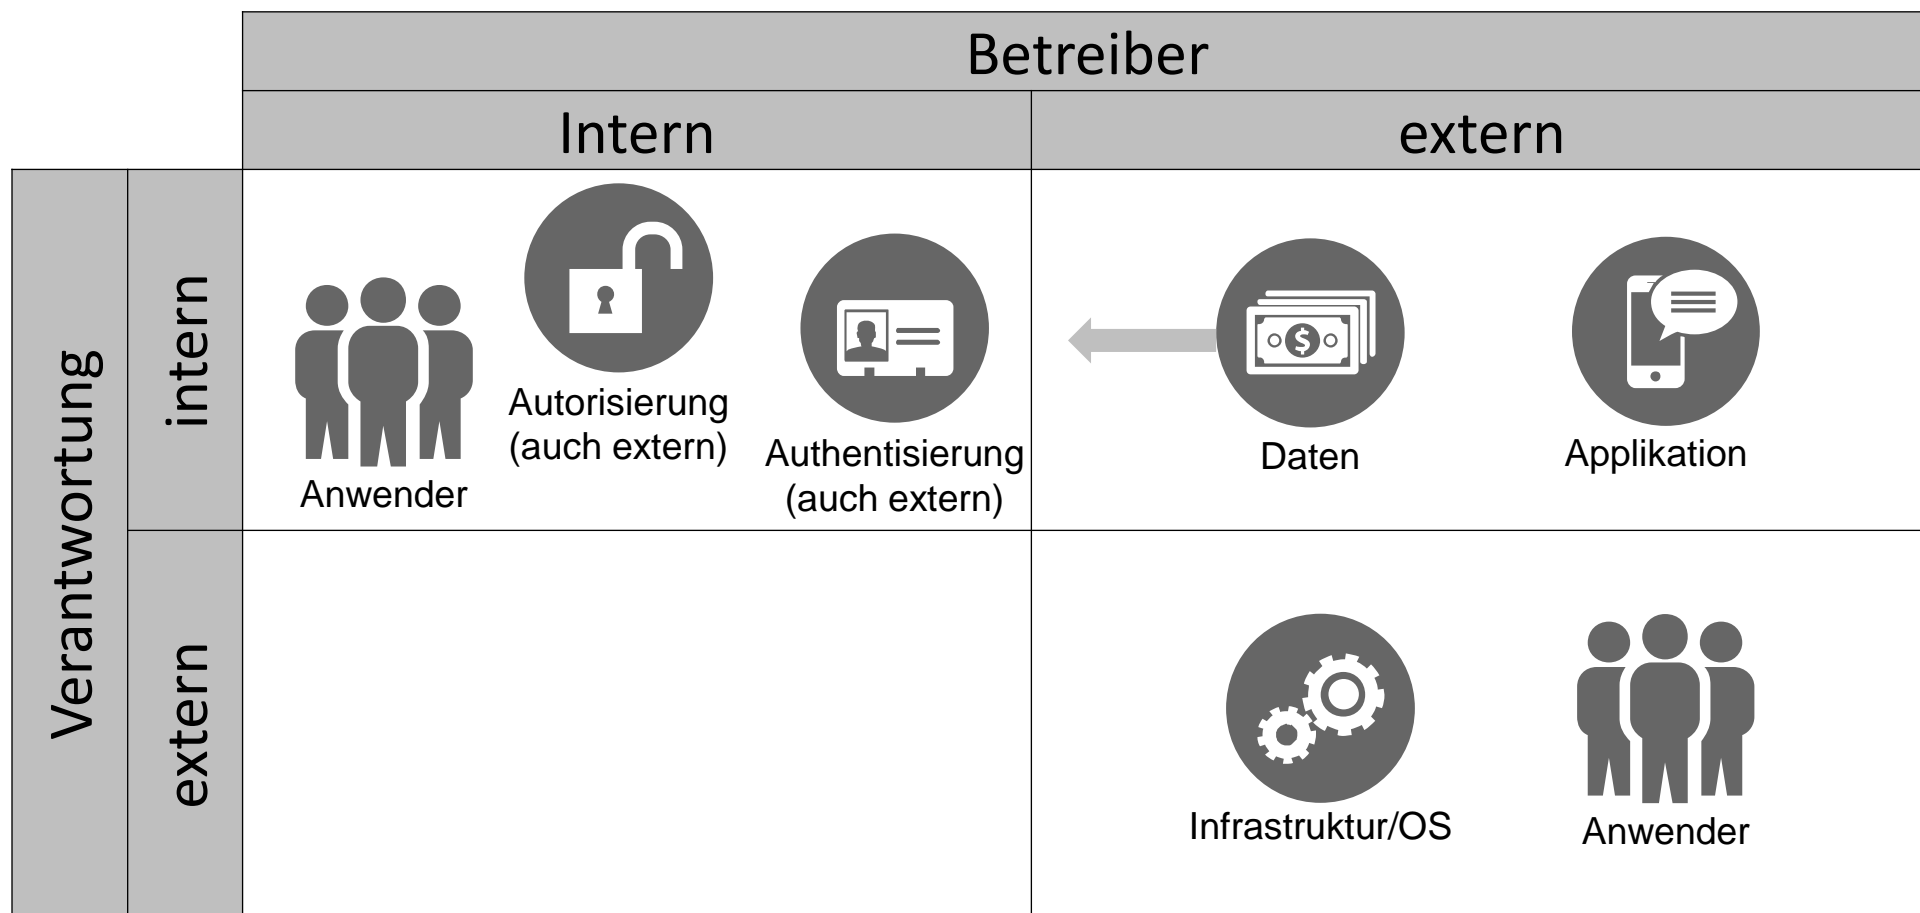 Betreiber
Intern
extern
Verantwortung
intern
Anwender
Autorisierung
(auch extern)
Authentisierung
(auch extern)
Daten
Applikation
extern
Infrastruktur/OS
Anwender